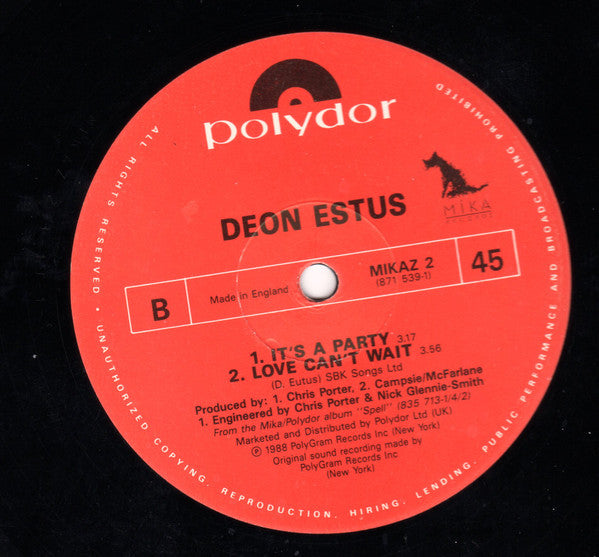 polydor
MIKA
RECORDS
DEON ESTUS
B
Made in England
MIKAZ 2
(871 539-1)
45
1. IT'S A PARTY 3.17
2. LOVE CAN'T WAIT 3.56
(D. Eutus) SBK Songs Ltd
Produced by: 1. Chris Porter, 2. Campsie/McFarlane
1. Engineered by Chris Porter & Nick Glennie-Smith
From the Mika/Polydor album "Spell" (835 713-1/4/2)
Marketed and Distributed by Polydor Ltd (UK)
℗ 1988 PolyGram Records Inc (New York)
Original sound recording made by
PolyGram Records Inc
(New York)
ALL RIGHTS RESERVED • UNAUTHORIZED COPYING, REPRODUCTION, HIRING, LENDING, PUBLIC PERFORMANCE AND BROADCASTING PROHIBITED